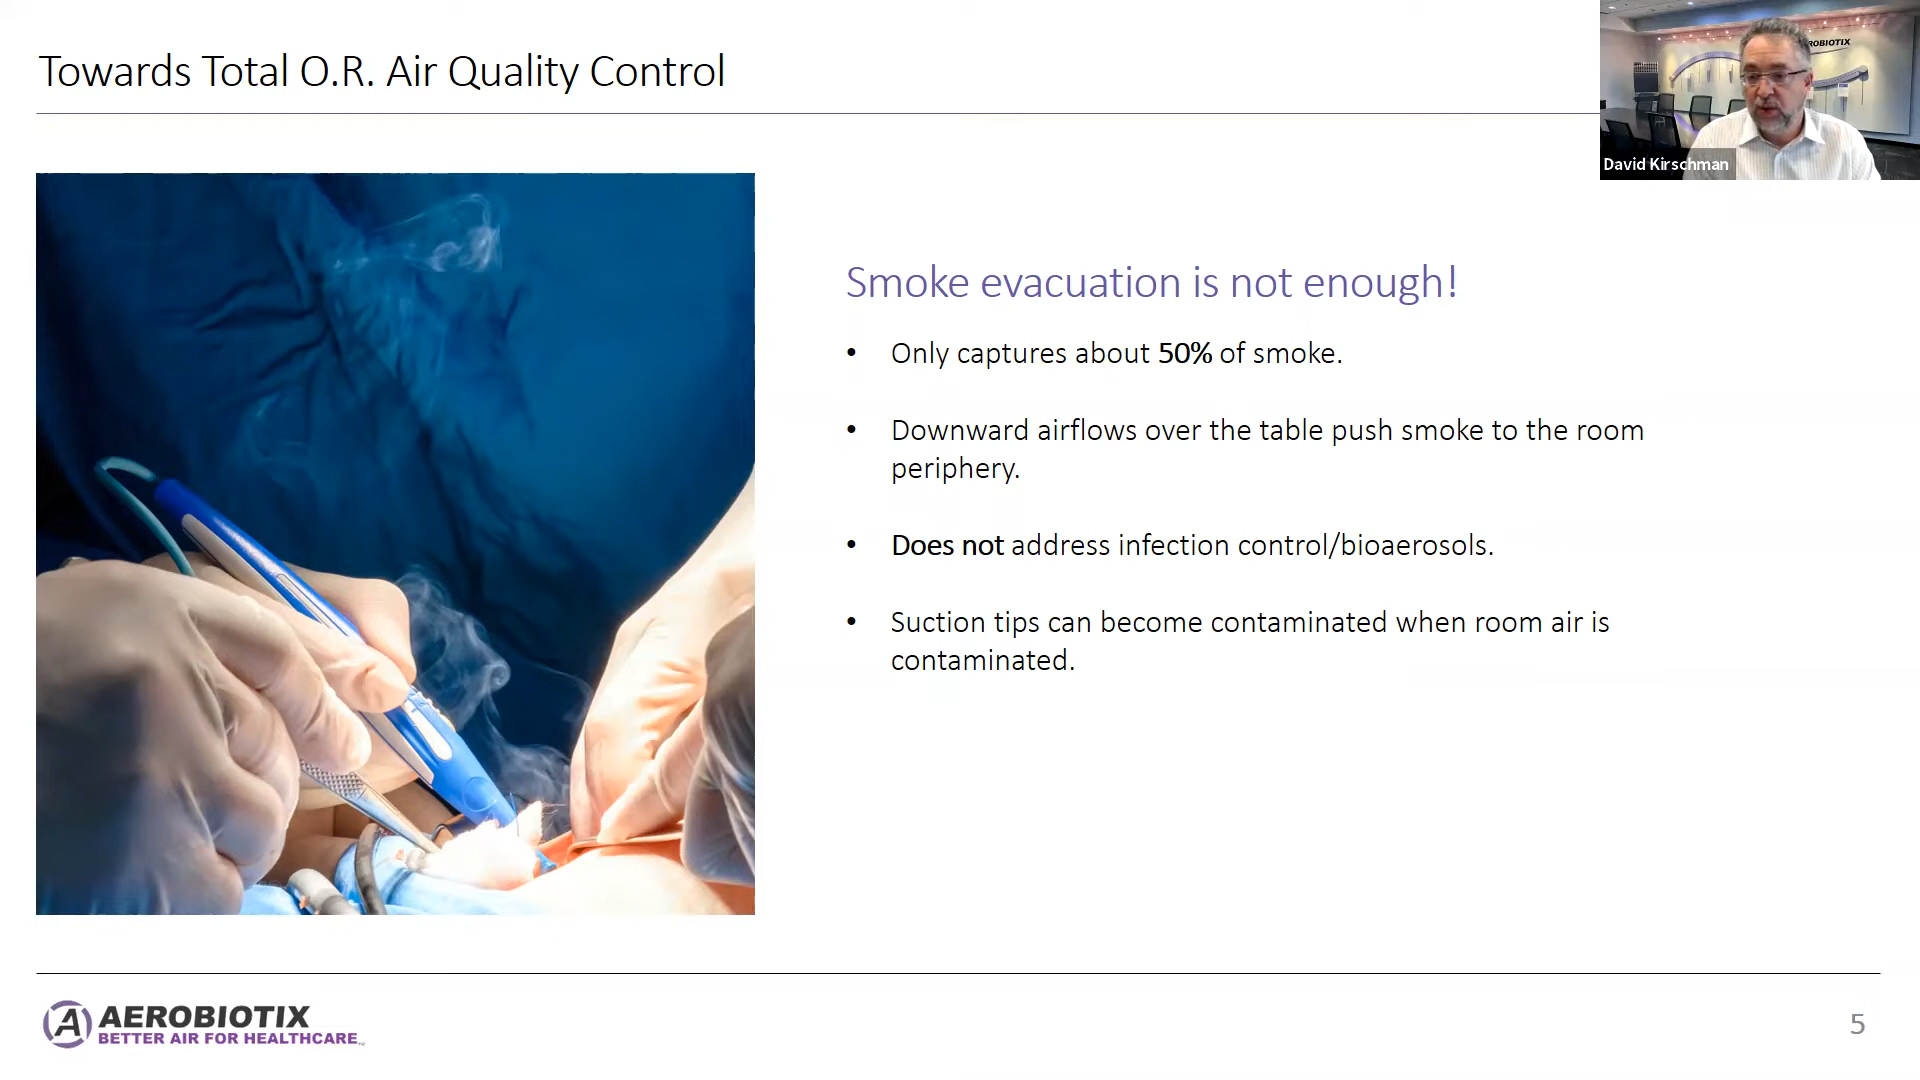 Towards Total O.R. Air Quality Control
ROBIOTIX
David Kirschman
Smoke evacuation is not enough!
• Only captures about 50% of smoke.
• Downward airflows over the table push smoke to the room
periphery.
• Does not address infection control/bioaerosols.
• Suction tips can become contaminated when room air is
contaminated.
A AEROBIOTIX
BETTER AIR FOR HEALTHCARE
5